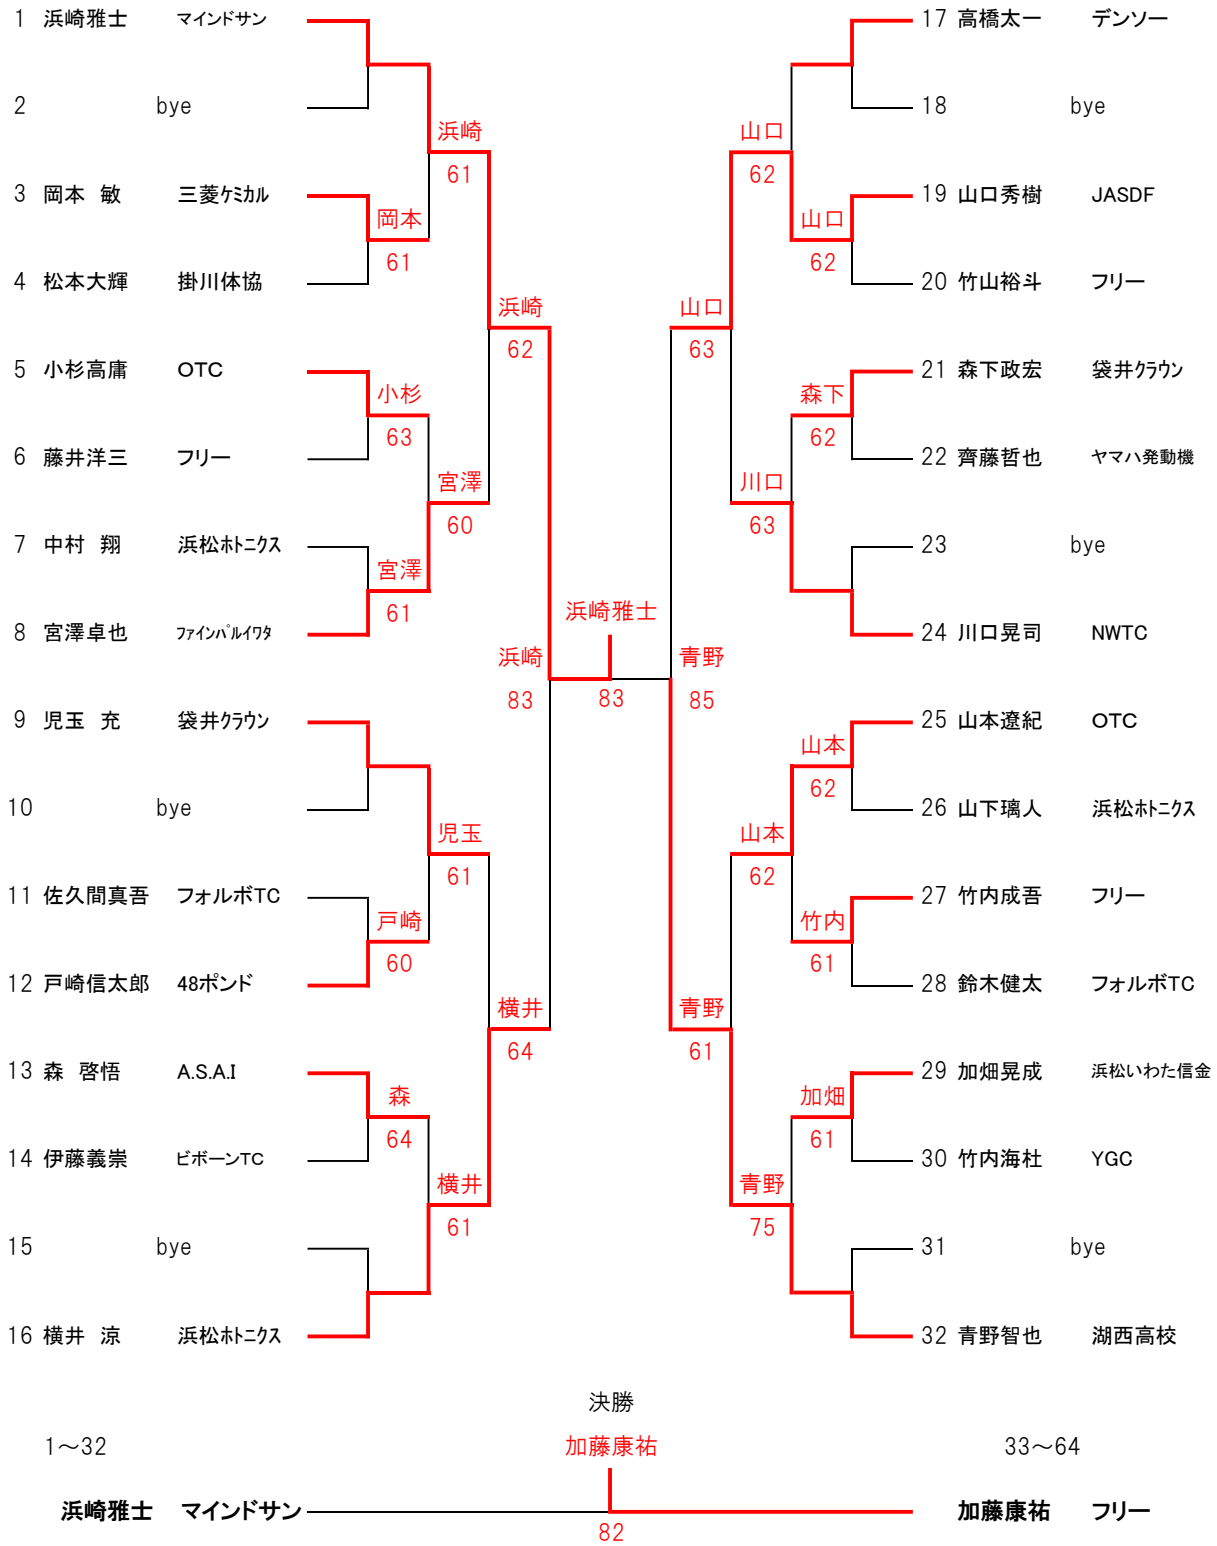 1 浜崎雅士 マインドサン
2 bye
浜崎
61
3 岡本 敏 三菱ケミカル
岡本
61
4 松本大輝 掛川体協
浜崎
62
5 小杉高庸 OTC
小杉
63
6 藤井洋三 フリー
宮澤
60
7 中村 翔 浜松ホトニクス
宮澤
61
8 宮澤卓也 ファインパルイワタ
浜崎
83
9 児玉 充 袋井クラウン
10 bye
児玉
61
11 佐久間真吾 フォルボTC
戸崎
60
12 戸崎信太郎 48ポンド
横井
64
13 森 啓悟 A.S.A.I
森
64
14 伊藤義崇 ビボーンTC
横井
61
15 bye
16 横井 涼 浜松ホトニクス
浜崎雅士
83
17 高橋太一 デンソー
18 bye
山口
62
19 山口秀樹 JASDF
山口
62
20 竹山裕斗 フリー
山口
63
21 森下政宏 袋井クラウン
森下
62
22 齊藤哲也 ヤマハ発動機
川口
63
23 bye
24 川口晃司 NWTC
青野
85
25 山本遼紀 OTC
山本
62
26 山下璃人 浜松ホトニクス
山本
62
27 竹内成吾 フリー
竹内
61
28 鈴木健太 フォルボTC
青野
61
29 加畑晃成 浜松いわた信金
加畑
61
30 竹内海杜 YGC
青野
75
31 bye
32 青野智也 湖西高校
決勝
1～32 加藤康祐 33～64
浜崎雅士 マインドサン 加藤康祐 フリー
82